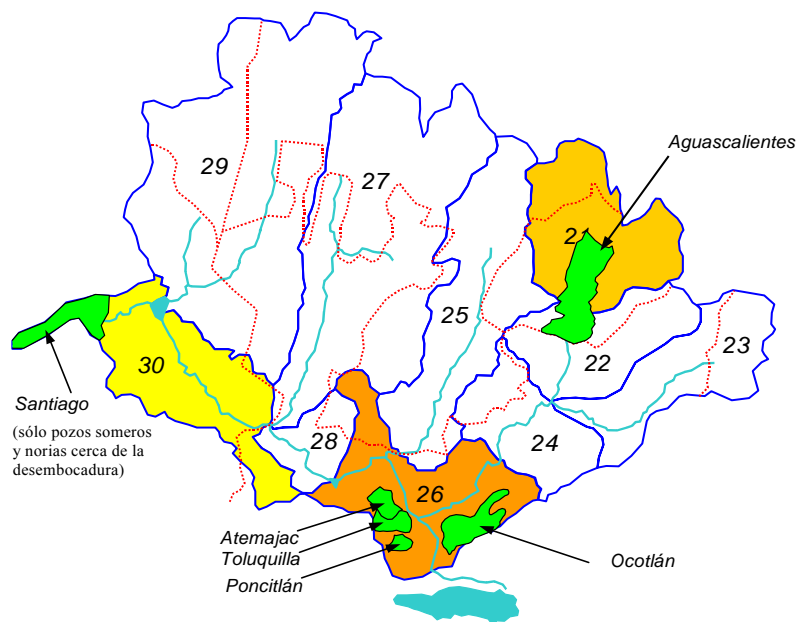 Aguascalientes
29
27
2
25
23
22
30
Santiago
(sólo pozos someros
y norias cerca de la
desembocadura)
28
24
26
Atemajac
Toluquilla
Poncitlán
Ocotlán